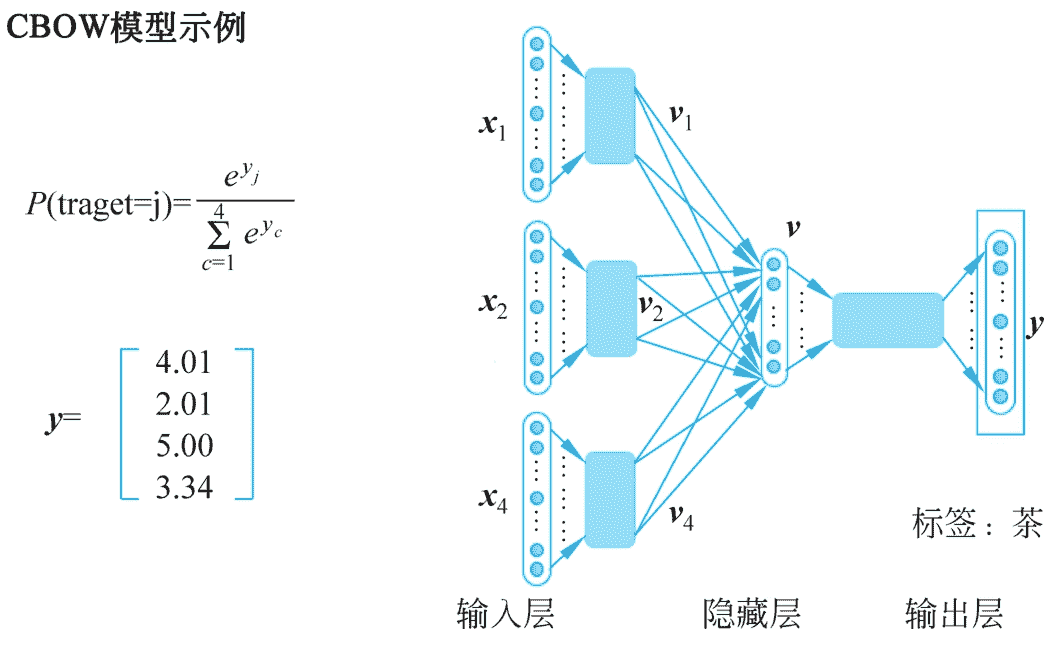 CBOW模型示例
P(traget=j)= e^{y_j} / \sum_{c=1}^{4} e^{y_c}
y= [
4.01
2.01
5.00
3.34
]
x₁
v₁
x₂
v₂
x₄
v₄
v
y
标签：茶
输入层 隐藏层 输出层